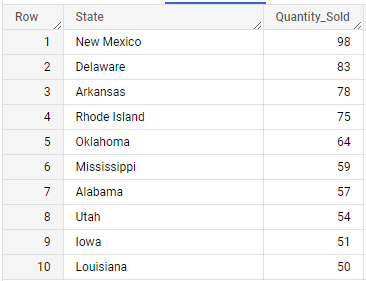 Row State Quantity_Sold
1 New Mexico 98
2 Delaware 83
3 Arkansas 78
4 Rhode Island 75
5 Oklahoma 64
6 Mississippi 59
7 Alabama 57
8 Utah 54
9 Iowa 51
10 Louisiana 50